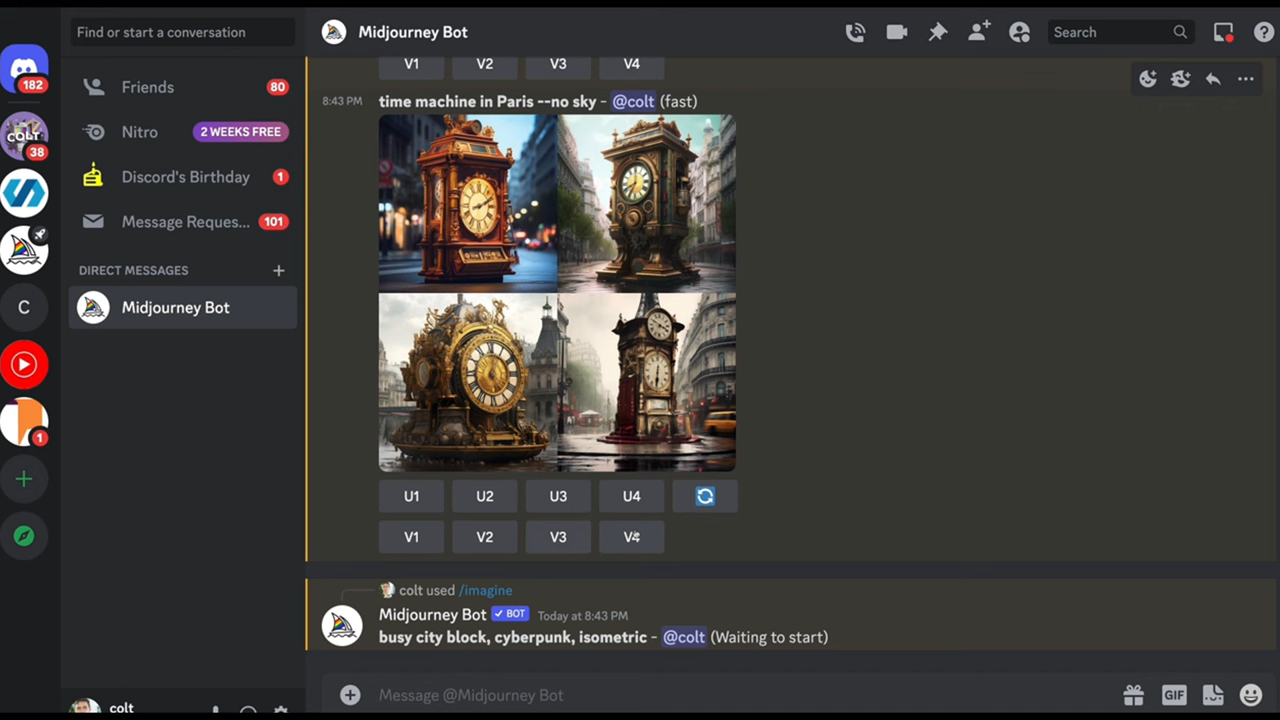 Find or start a conversation
Midjourney Bot
Search
182
Friends
80
COLT
38
Nitro
2 WEEKS FREE
Discord's Birthday
1
Message Reques...
101
DIRECT MESSAGES
Midjourney Bot
C
1
V1 V2 V3 V4
8:43 PM time machine in Paris --no sky - @colt (fast)
U1 U2 U3 U4
V1 V2 V3 V4
colt used /imagine
Midjourney Bot BOT Today at 8:43 PM
busy city block, cyberpunk, isometric - @colt (Waiting to start)
Message @Midjourney Bot
GIF
colt